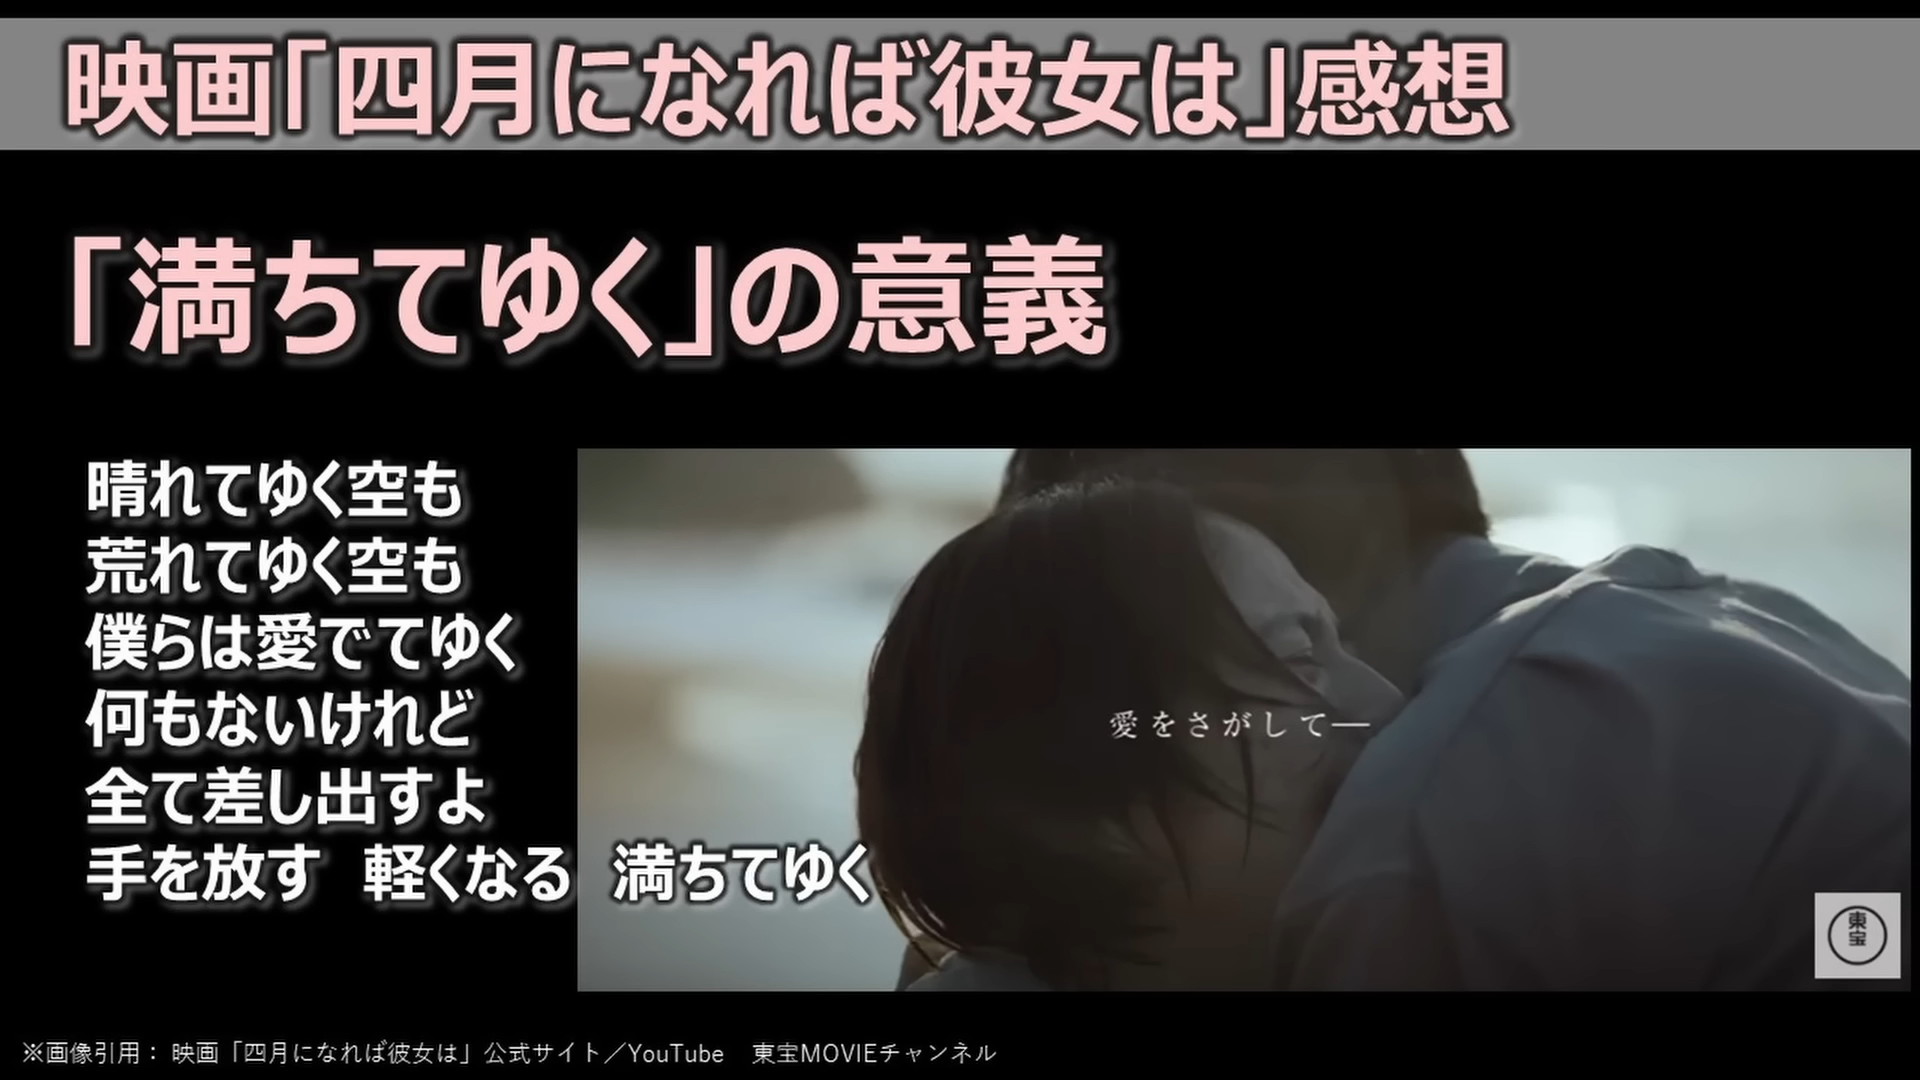 映画「四月になれば彼女は」感想
「満ちてゆく」の意義
晴れてゆく空も
荒れてゆく空も
僕らは愛でてゆく
何もないけれど
全て差し出すよ
手を放す 軽くなる 満ちてゆく
愛をさがして―
東宝
※画像引用： 映画「四月になれば彼女は」公式サイト／YouTube 東宝MOVIEチャンネル